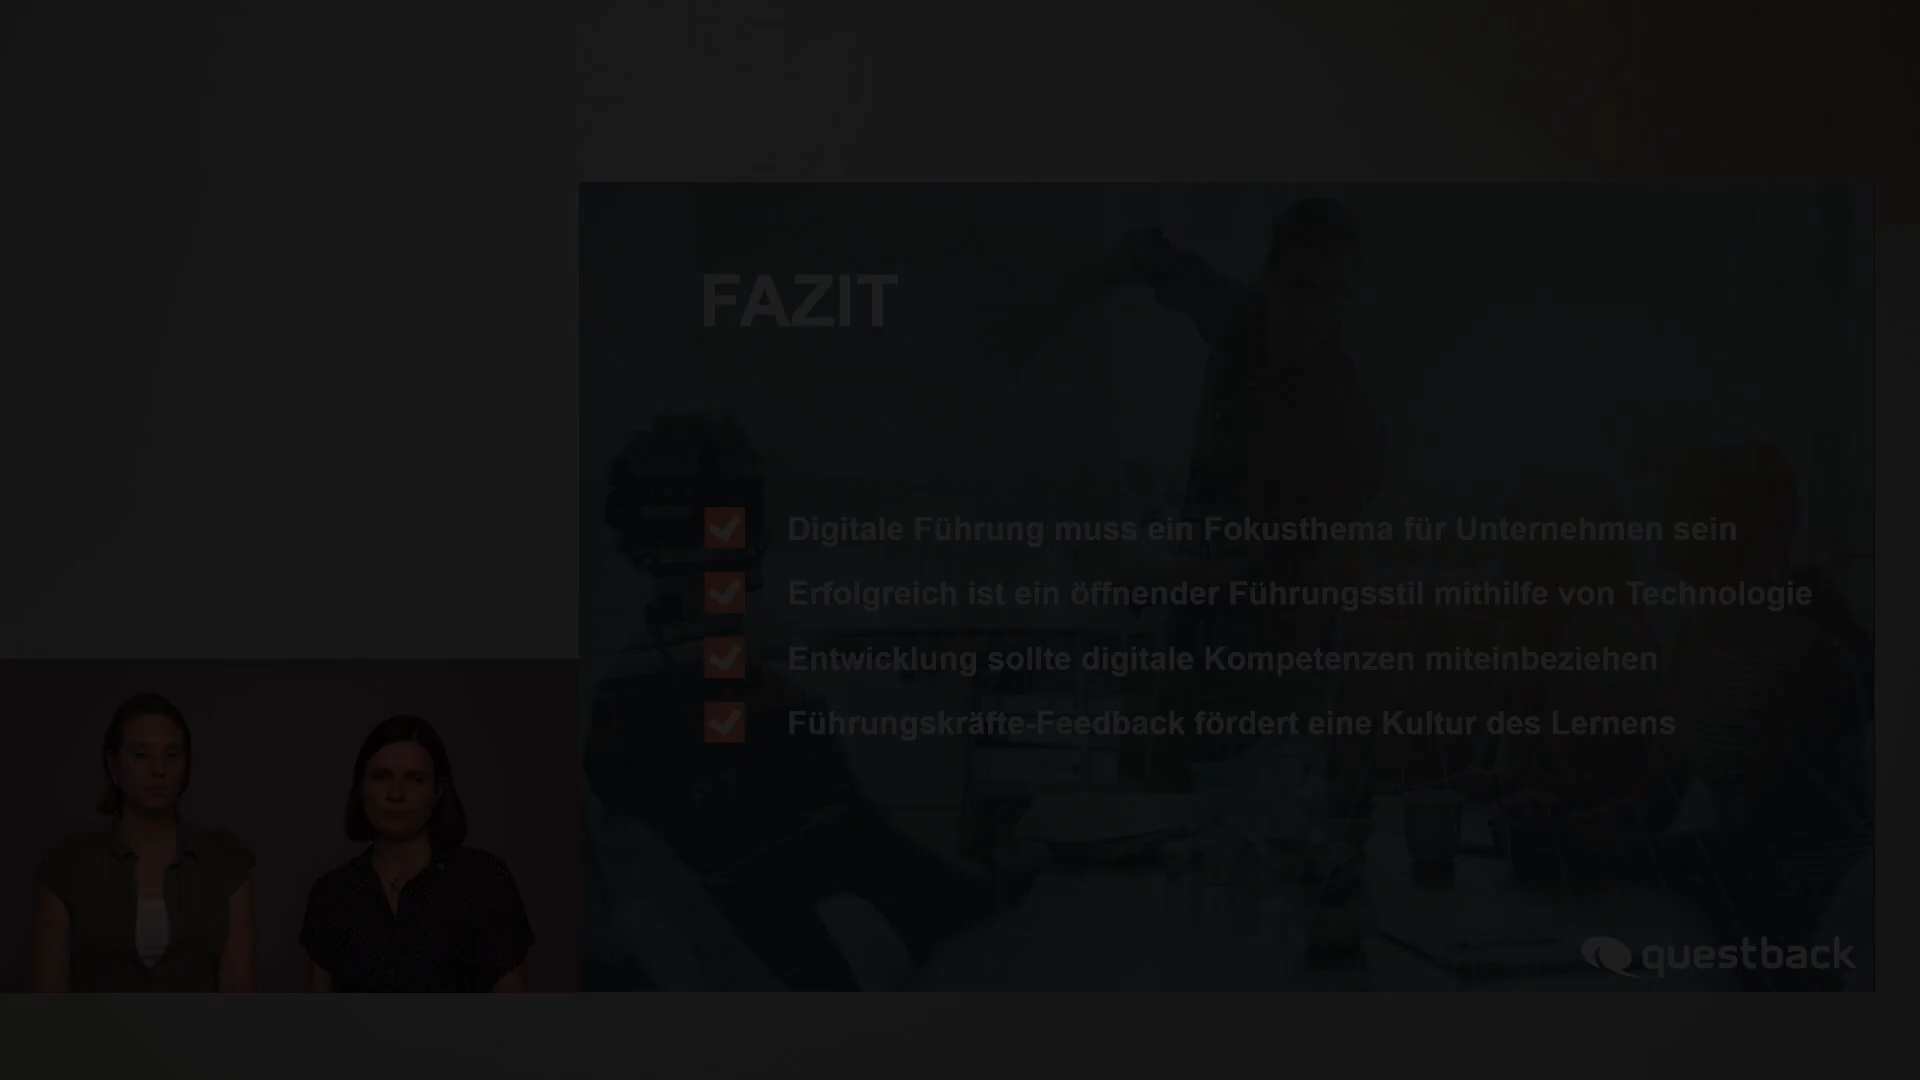 FAZIT
Digitale Führung muss ein Fokusthema für Unternehmen sein
Erfolgreich ist ein öffnender Führungsstil mithilfe von Technologie
Entwicklung sollte digitale Kompetenzen miteinbeziehen
Führungskräfte-Feedback fördert eine Kultur des Lernens
questback